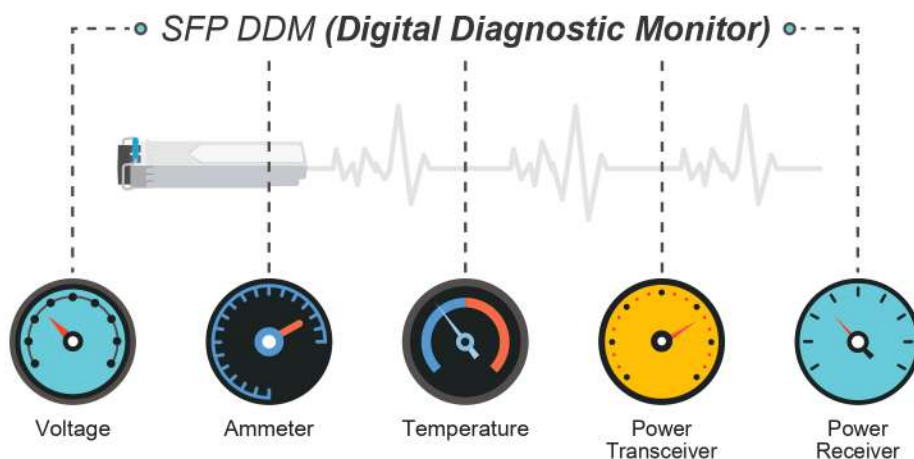 SFP DDM (Digital Diagnostic Monitor)
Voltage
Ammeter
Temperature
Power
Transceiver
Power
Receiver